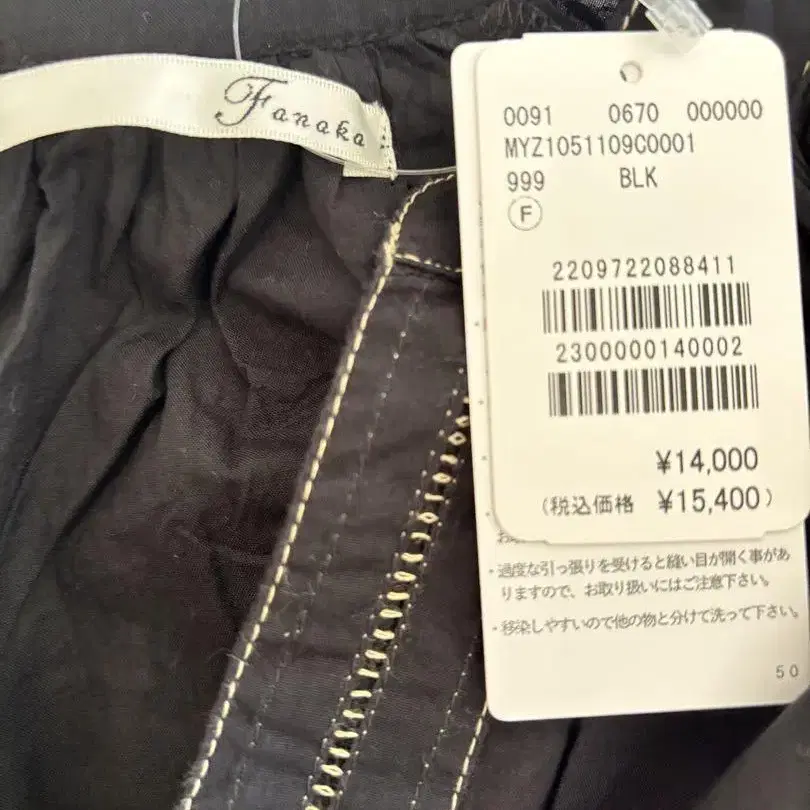 Fanaka
0091 0670 000000
MYZ1051109C0001
999 BLK
F
2209722088411
2300000140002
¥14,000
(税込価格 ¥15,400)
・過度な引っ張りを受けると縫い目が開く事があ
りますので、お取り扱いにはご注意下さい。
・移染しやすいので他の物と分けて洗って下さい。
50